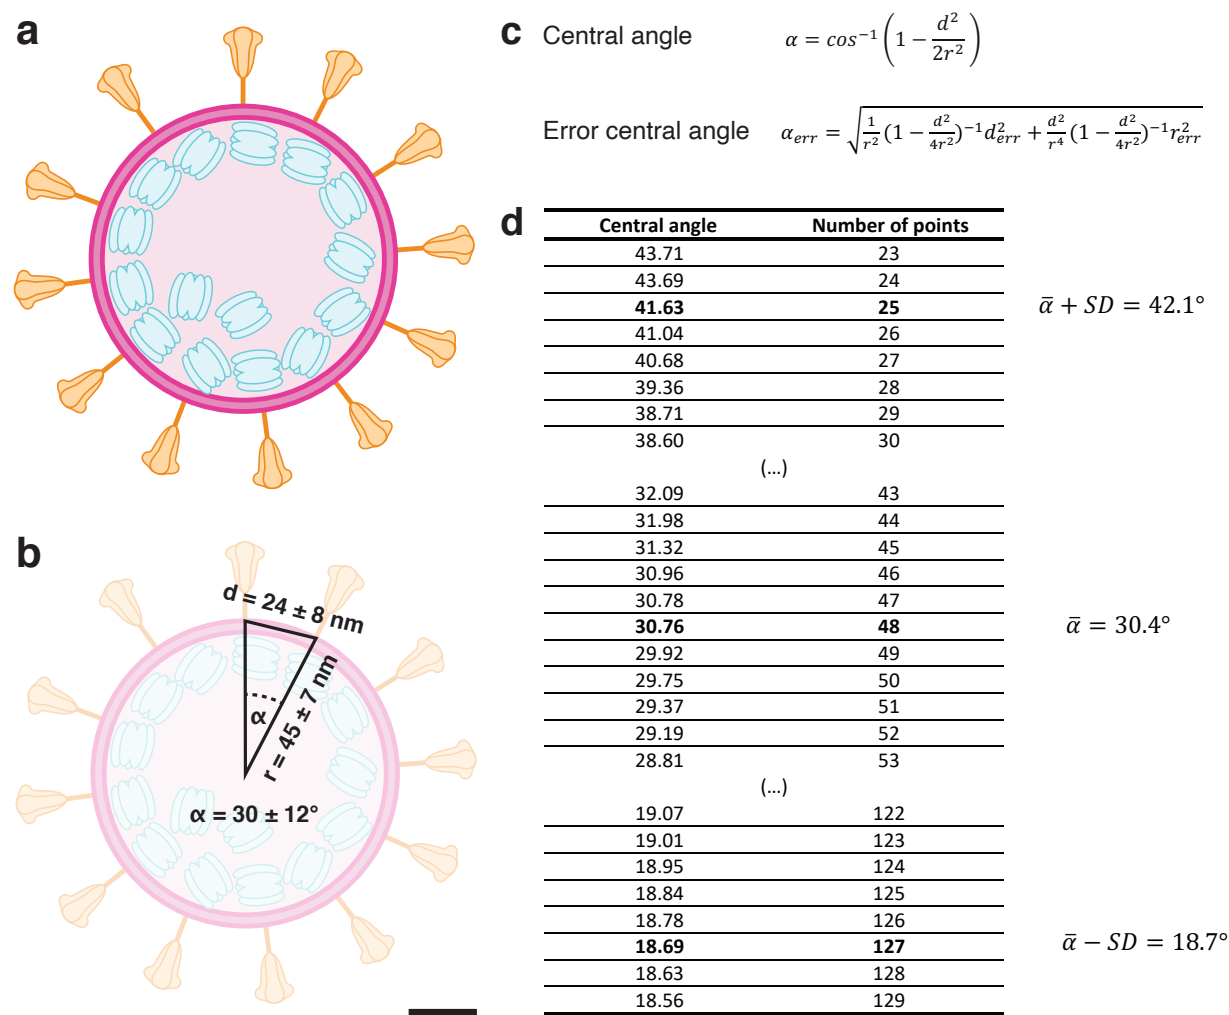 a
c Central angle α = cos⁻¹ (1 − d²/2r²)
Error central angle α_err = √(1/r² (1 − d²/4r²)⁻¹ d²_err + d²/r⁴ (1 − d²/4r²)⁻¹ r²_err)
d
Central angle Number of points
43.71 23
43.69 24
41.63 25 ᾱ + SD = 42.1°
41.04 26
40.68 27
39.36 28
38.71 29
38.60 30
(...)
32.09 43
31.98 44
31.32 45
30.96 46
30.78 47
30.76 48 ᾱ = 30.4°
29.92 49
29.75 50
29.37 51
29.19 52
28.81 53
(...)
19.07 122
19.01 123
18.95 124
18.84 125
18.78 126
18.69 127 ᾱ − SD = 18.7°
18.63 128
18.56 129
b
d = 24 ± 8 nm
r = 45 ± 7 nm
α
α = 30 ± 12°